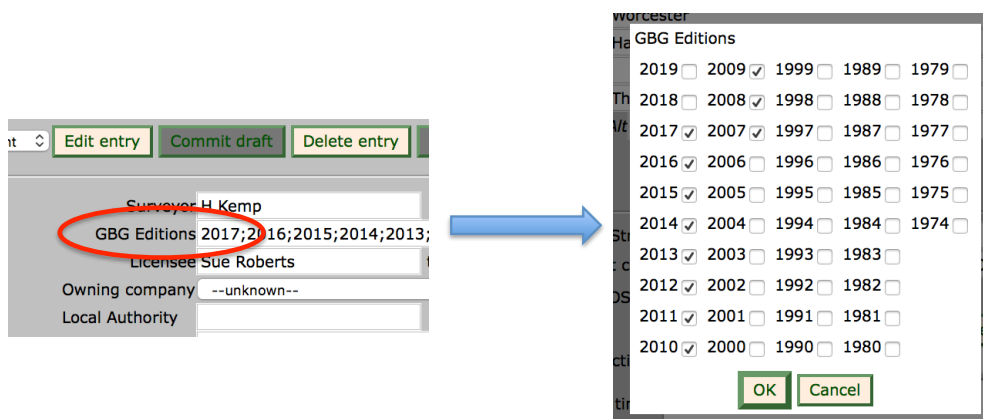 nt Edit entry Commit draft Delete entry
Surveyor H Kemp
GBG Editions 2017;2016;2015;2014;2013;
Licensee Sue Roberts
Owning company --unknown--
Local Authority
Worcester
GBG Editions
2019 2009 1999 1989 1979
2018 2008 1998 1988 1978
2017 2007 1997 1987 1977
2016 2006 1996 1986 1976
2015 2005 1995 1985 1975
2014 2004 1994 1984 1974
2013 2003 1993 1983
2012 2002 1992 1982
2011 2001 1991 1981
2010 2000 1990 1980
OK Cancel